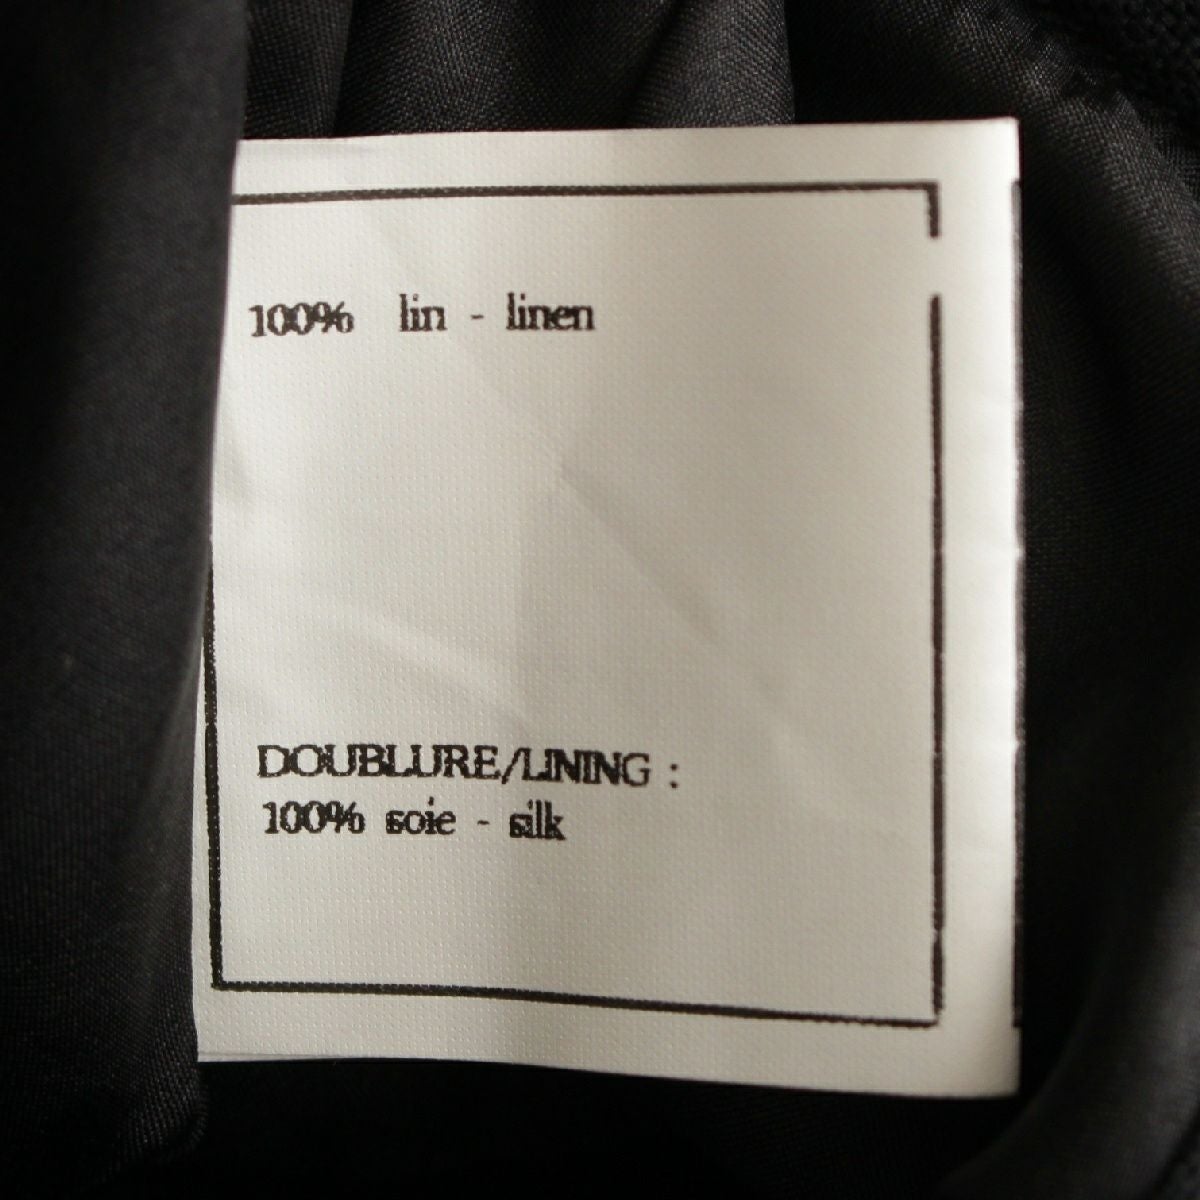 100% lin - linen
DOUBLURE/LINING :
100% soie - silk